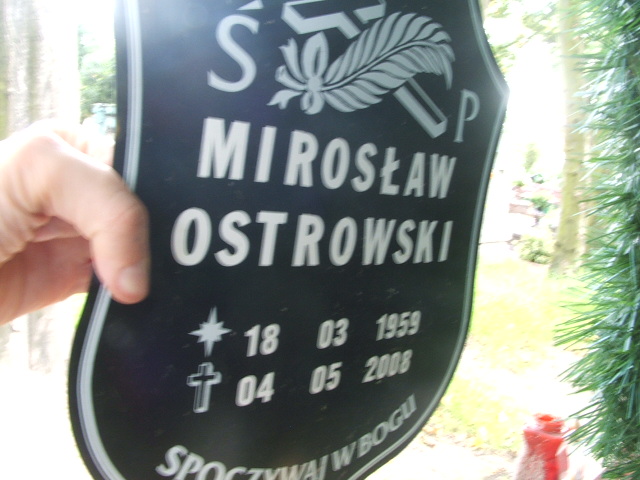 Ś P
MIROSŁAW
OSTROWSKI
18 03 1959
04 05 2008
SPOCZYWAJ W BOGU